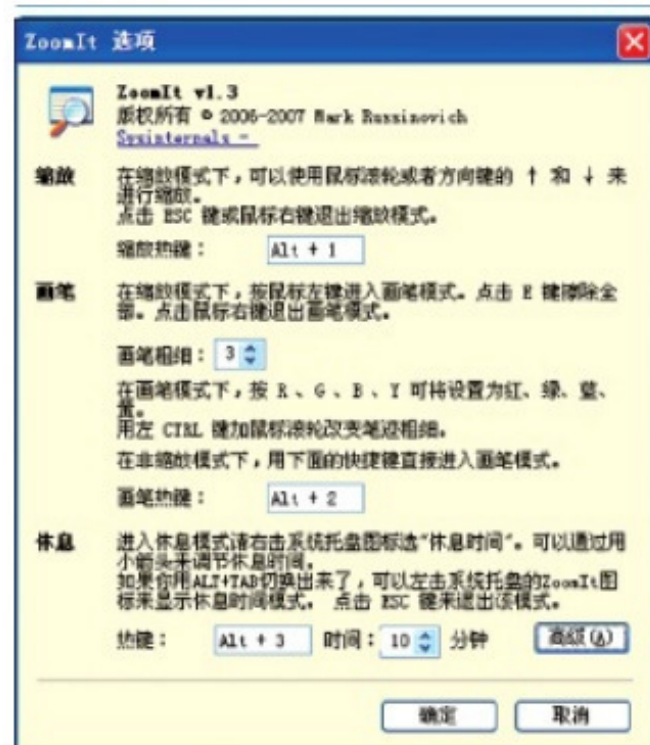 ZoomIt 选项
ZoomIt v1.3
版权所有 © 2006-2007 Mark Russinovich
Sysinternals -
缩放 在缩放模式下，可以使用鼠标滚轮或者方向键的 ↑ 和 ↓ 来
进行缩放。
点击 ESC 键或鼠标右键退出缩放模式。
缩放热键： Alt + 1
画笔 在缩放模式下，按鼠标左键进入画笔模式。点击 E 键擦除全
部。点击鼠标右键退出画笔模式。
画笔粗细： 3
在画笔模式下，按 R 、 G 、 B 、 Y 可将设置为红、绿、蓝、
黄。
用左 CTRL 键加鼠标滚轮改变笔迹粗细。
在非缩放模式下，用下面的快捷键直接进入画笔模式。
画笔热键： Alt + 2
休息 进入休息模式请右击系统托盘图标选"休息时间"。可以通过用
小箭头来调节休息时间。
如果你用ALT+TAB切换出来了，可以左击系统托盘的ZoomIt图
标来显示休息时间模式。 点击 ESC 键来退出该模式。
热键： Alt + 3 时间： 10 分钟 高级(A)
确定 取消